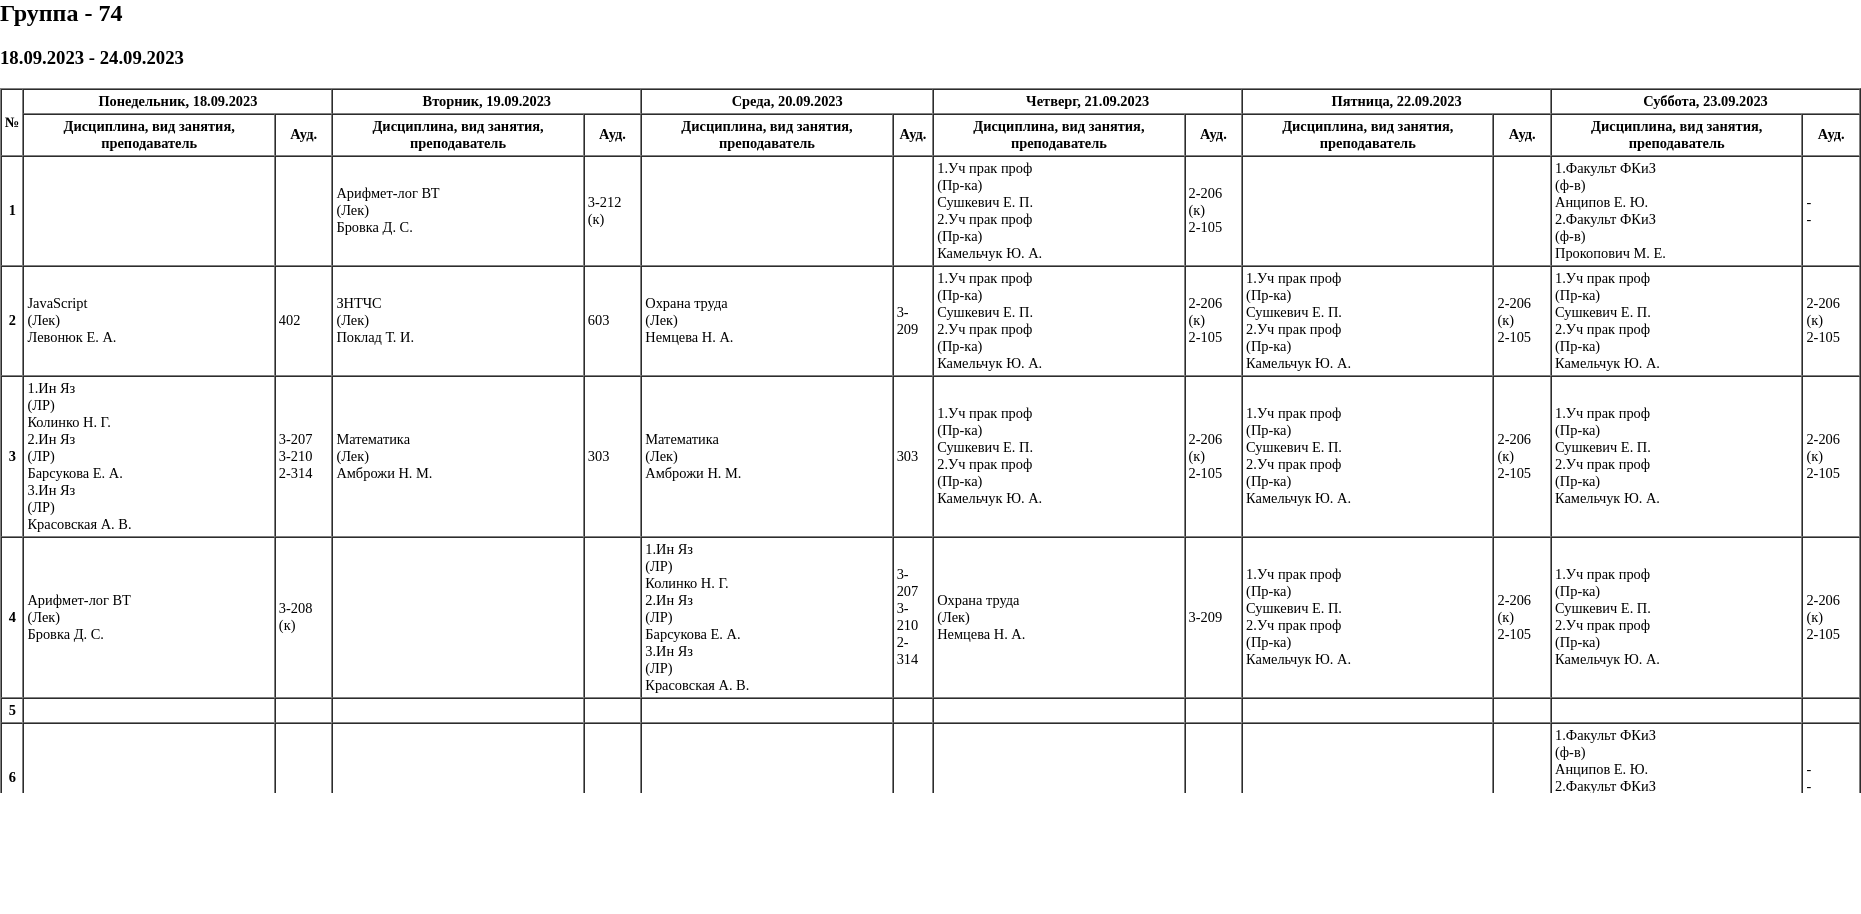 Группа - 74
18.09.2023 - 24.09.2023
№
Понедельник, 18.09.2023
Вторник, 19.09.2023
Среда, 20.09.2023
Четверг, 21.09.2023
Пятница, 22.09.2023
Суббота, 23.09.2023
Дисциплина, вид занятия,
преподаватель
Ауд.
Дисциплина, вид занятия,
преподаватель
Ауд.
Дисциплина, вид занятия,
преподаватель
Ауд.
Дисциплина, вид занятия,
преподаватель
Ауд.
Дисциплина, вид занятия,
преподаватель
Ауд.
Дисциплина, вид занятия,
преподаватель
Ауд.
1
Арифмет-лог ВТ
(Лек)
Бровка Д. С.
3-212
(к)
1.Уч прак проф
(Пр-ка)
Сушкевич Е. П.
2.Уч прак проф
(Пр-ка)
Камельчук Ю. А.
2-206
(к)
2-105
1.Факульт ФКиЗ
(ф-в)
Анципов Е. Ю.
2.Факульт ФКиЗ
(ф-в)
Прокопович М. Е.
-
-
2
JavaScript
(Лек)
Левонюк Е. А.
402
ЗНТЧС
(Лек)
Поклад Т. И.
603
Охрана труда
(Лек)
Немцева Н. А.
3-
209
1.Уч прак проф
(Пр-ка)
Сушкевич Е. П.
2.Уч прак проф
(Пр-ка)
Камельчук Ю. А.
2-206
(к)
2-105
1.Уч прак проф
(Пр-ка)
Сушкевич Е. П.
2.Уч прак проф
(Пр-ка)
Камельчук Ю. А.
2-206
(к)
2-105
1.Уч прак проф
(Пр-ка)
Сушкевич Е. П.
2.Уч прак проф
(Пр-ка)
Камельчук Ю. А.
2-206
(к)
2-105
3
1.Ин Яз
(ЛР)
Колинко Н. Г.
2.Ин Яз
(ЛР)
Барсукова Е. А.
3.Ин Яз
(ЛР)
Красовская А. В.
3-207
3-210
2-314
Математика
(Лек)
Амброжи Н. М.
303
Математика
(Лек)
Амброжи Н. М.
303
1.Уч прак проф
(Пр-ка)
Сушкевич Е. П.
2.Уч прак проф
(Пр-ка)
Камельчук Ю. А.
2-206
(к)
2-105
1.Уч прак проф
(Пр-ка)
Сушкевич Е. П.
2.Уч прак проф
(Пр-ка)
Камельчук Ю. А.
2-206
(к)
2-105
1.Уч прак проф
(Пр-ка)
Сушкевич Е. П.
2.Уч прак проф
(Пр-ка)
Камельчук Ю. А.
2-206
(к)
2-105
4
Арифмет-лог ВТ
(Лек)
Бровка Д. С.
3-208
(к)
1.Ин Яз
(ЛР)
Колинко Н. Г.
2.Ин Яз
(ЛР)
Барсукова Е. А.
3.Ин Яз
(ЛР)
Красовская А. В.
3-
207
3-
210
2-
314
Охрана труда
(Лек)
Немцева Н. А.
3-209
1.Уч прак проф
(Пр-ка)
Сушкевич Е. П.
2.Уч прак проф
(Пр-ка)
Камельчук Ю. А.
2-206
(к)
2-105
1.Уч прак проф
(Пр-ка)
Сушкевич Е. П.
2.Уч прак проф
(Пр-ка)
Камельчук Ю. А.
2-206
(к)
2-105
5
6
1.Факульт ФКиЗ
(ф-в)
Анципов Е. Ю.
2.Факульт ФКиЗ
-
-